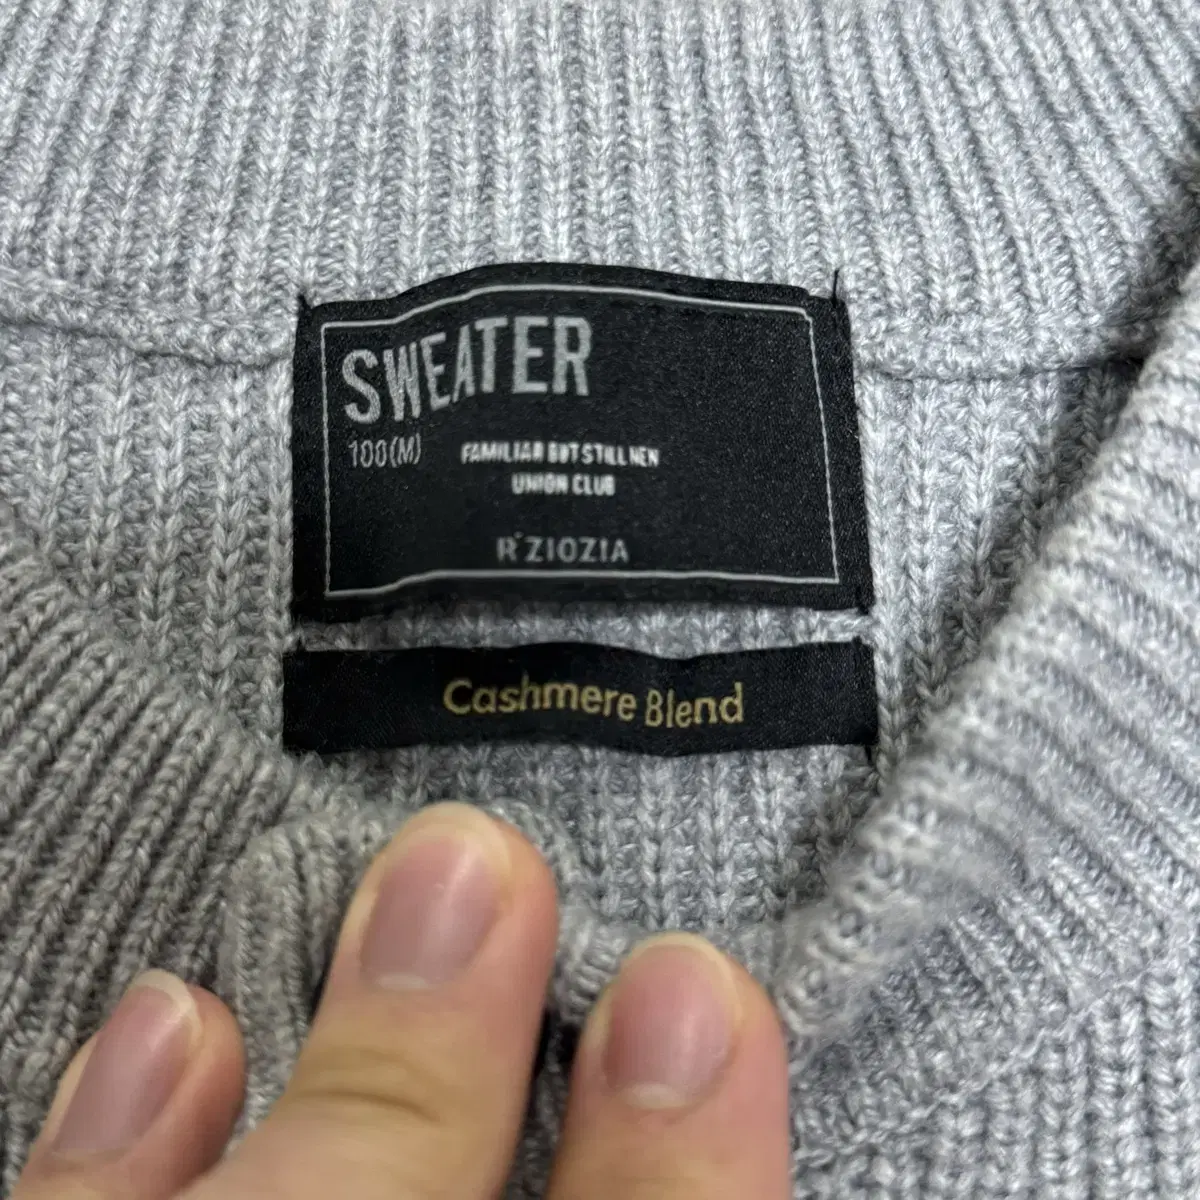 SWEATER
100(M)
FAMILIAR BUT STILL NEW
UNION CLUB
R°ZIOZIA
Cashmere Blend